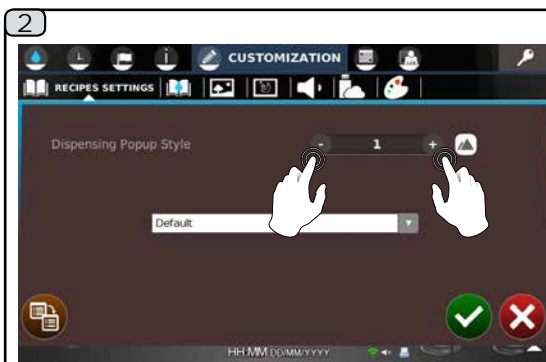 2
CUSTOMIZATION
RECIPES SETTINGS
Dispensing Popup Style
- 1 +
Default
HH:MM DD/MM/YYYY